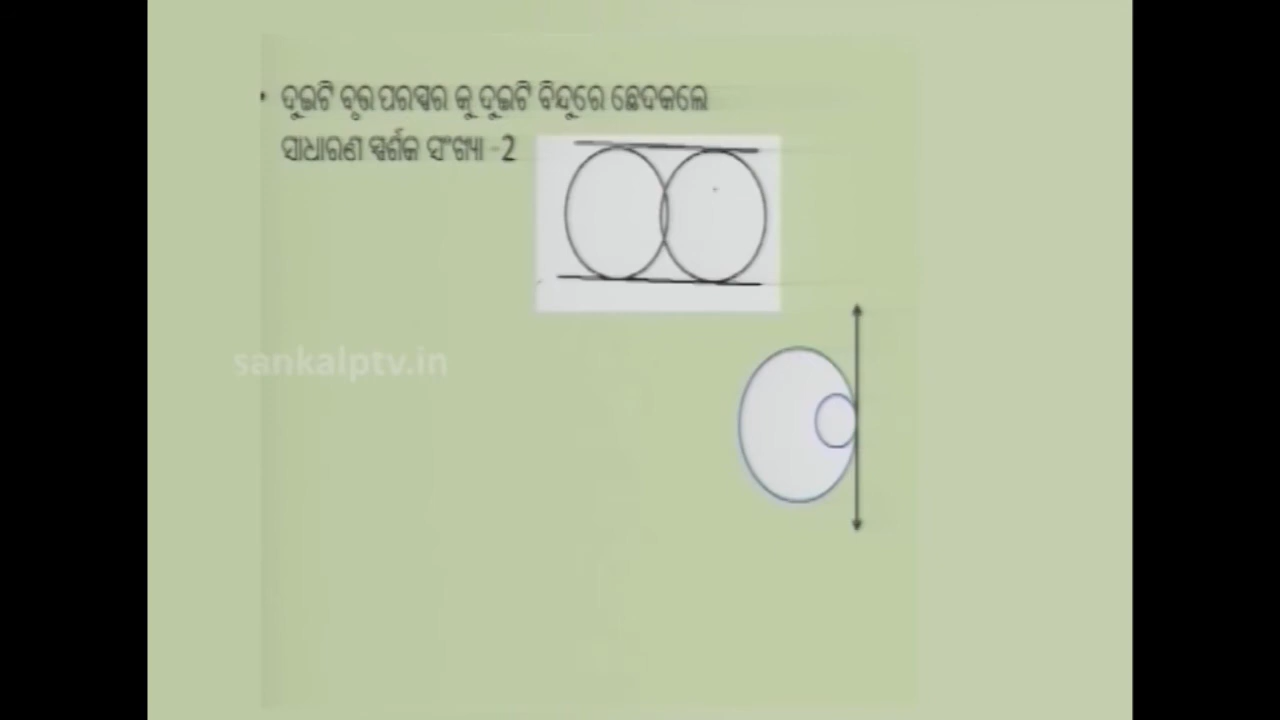 • ଦୁଇଟି ବୃତ୍ତ ପରସ୍ପର କୁ ଦୁଇଟି ବିନ୍ଦୁରେ ଛେଦକଲେ
ସାଧାରଣ ସ୍ପର୍ଶକ ସଂଖ୍ୟା -2
sankalptv.in